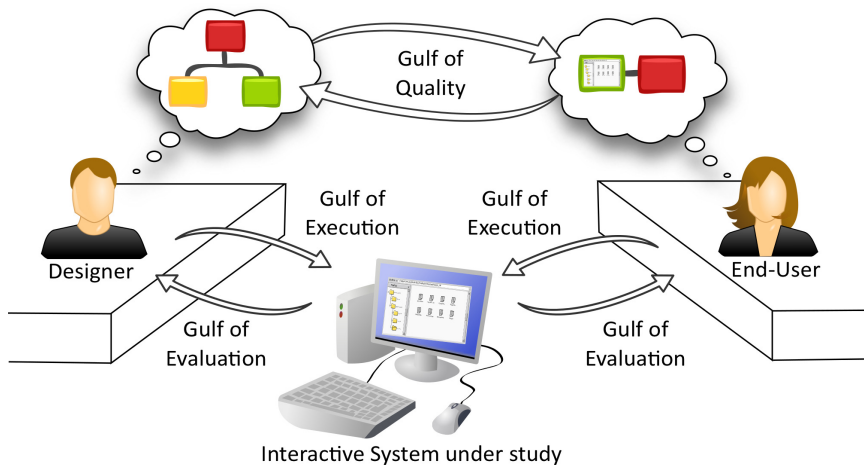 Gulf of
Quality
Gulf of
Execution
Gulf of
Execution
Designer
End-User
Gulf of
Evaluation
Gulf of
Evaluation
Interactive System under study